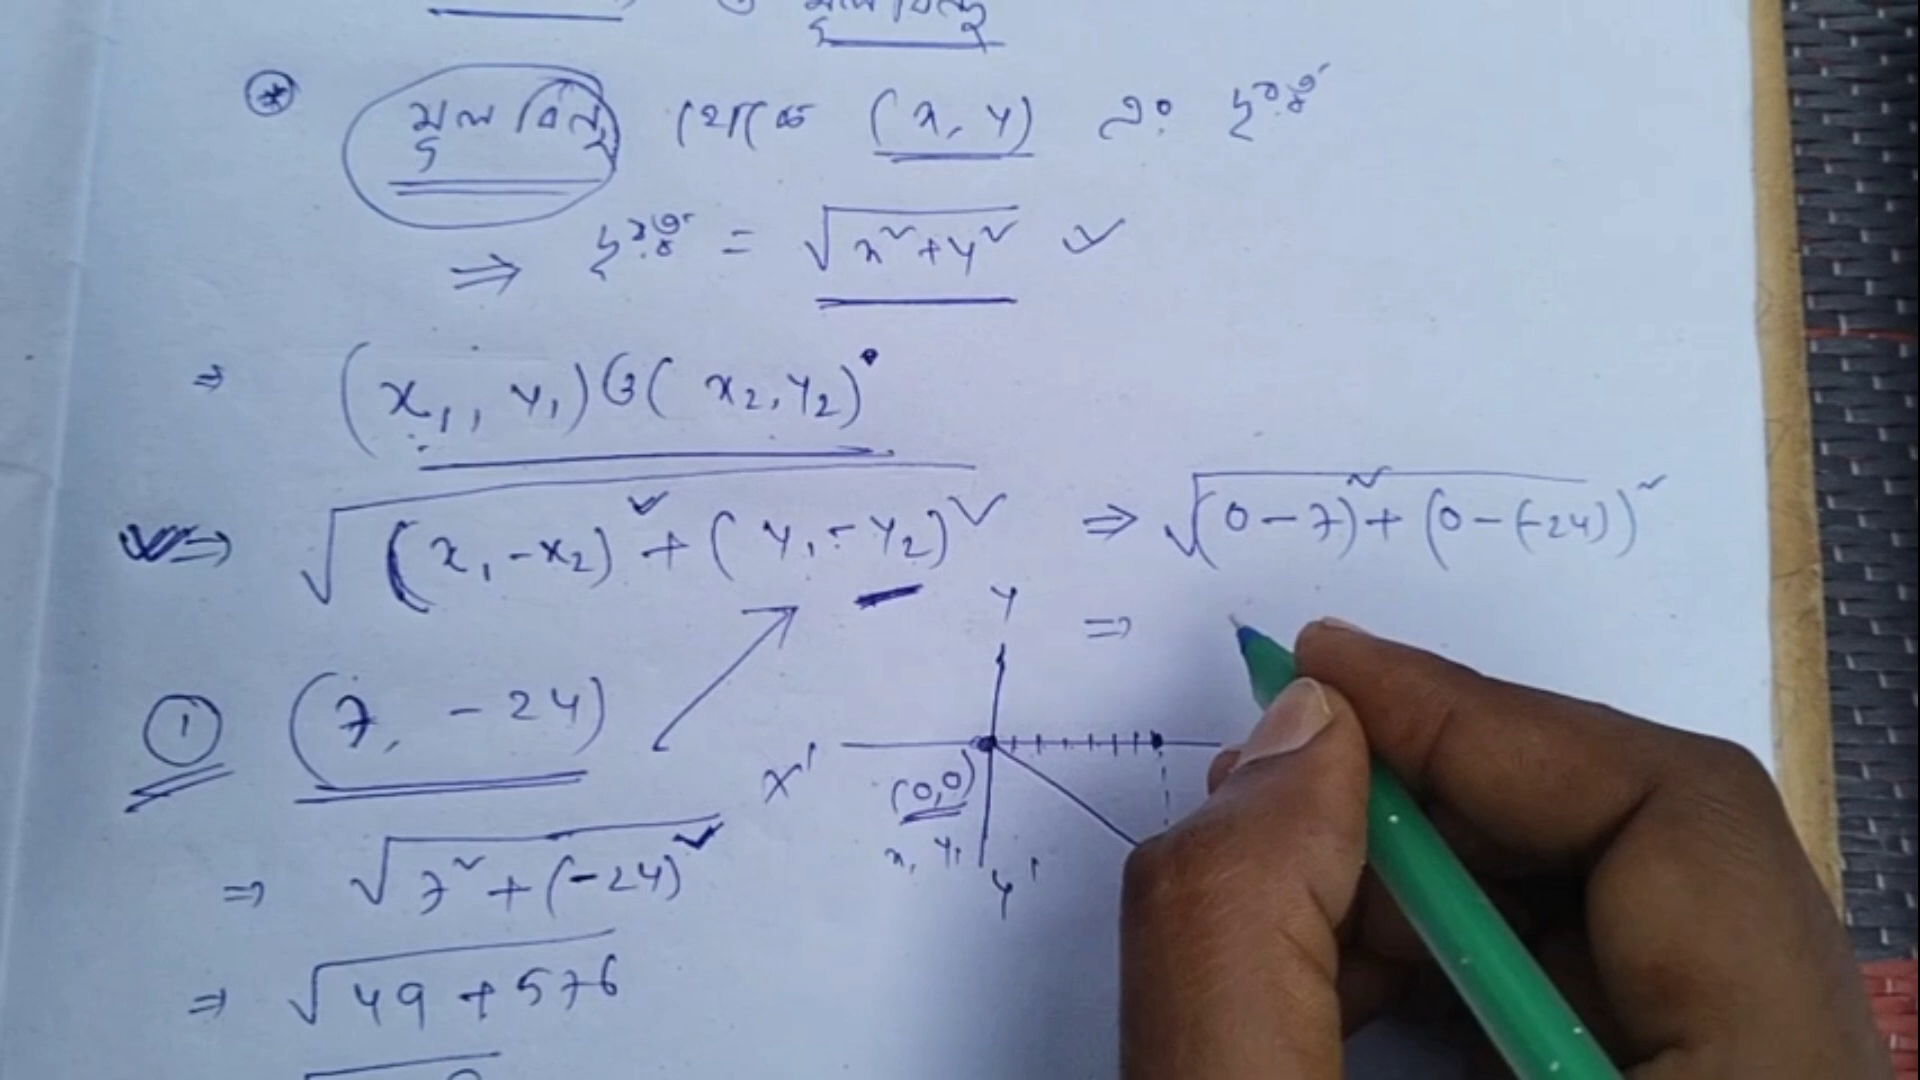 ও মূলবিন্দু
* মূলবিন্দু থেকে (x, y) এর দূরত্ব
⇒ দূরত্ব = √x² + y² ✓
⇒ (x₁, y₁) ও (x₂, y₂)
⇒ √(x₁ - x₂)² + (y₁ - y₂)²
⇒ √(0 - 7)² + (0 - (-24))²
⇒
① (7, -24)
⇒ √7² + (-24)²
⇒ √49 + 576
y
x'
(0,0)
x, y₁
y'